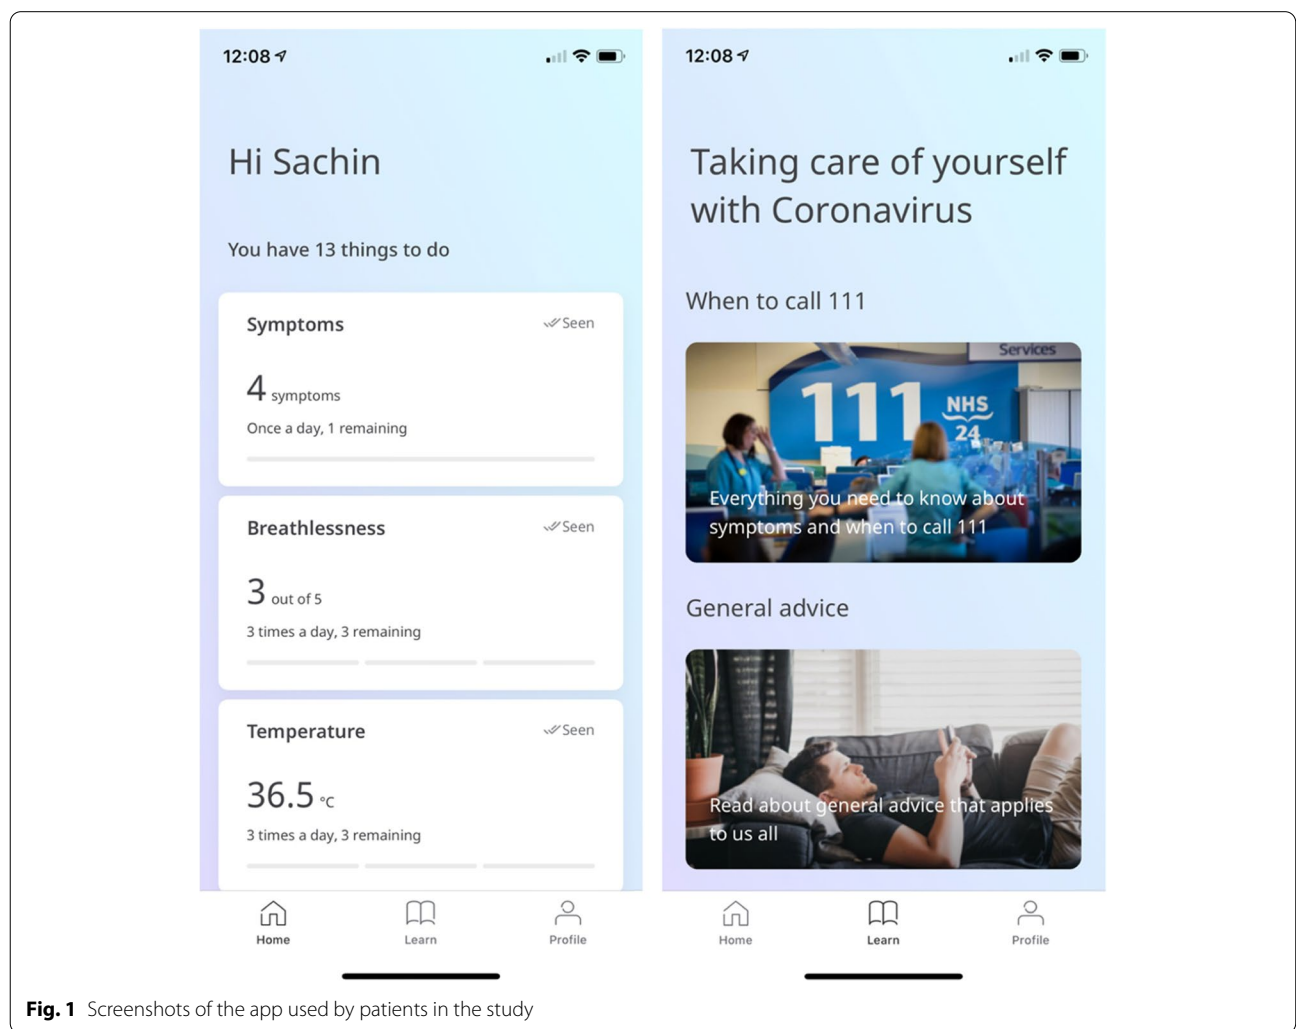 12:08
Hi Sachin
You have 13 things to do
Symptoms
Seen
4 symptoms
Once a day, 1 remaining
Breathlessness
Seen
3 out of 5
3 times a day, 3 remaining
Temperature
Seen
36.5 °C
3 times a day, 3 remaining
Home
Learn
Profile
12:08
Taking care of yourself
with Coronavirus
When to call 111
Services
111
NHS
24
Everything you need to know about
symptoms and when to call 111
General advice
Read about general advice that applies
to us all
Home
Learn
Profile
Fig. 1 Screenshots of the app used by patients in the study